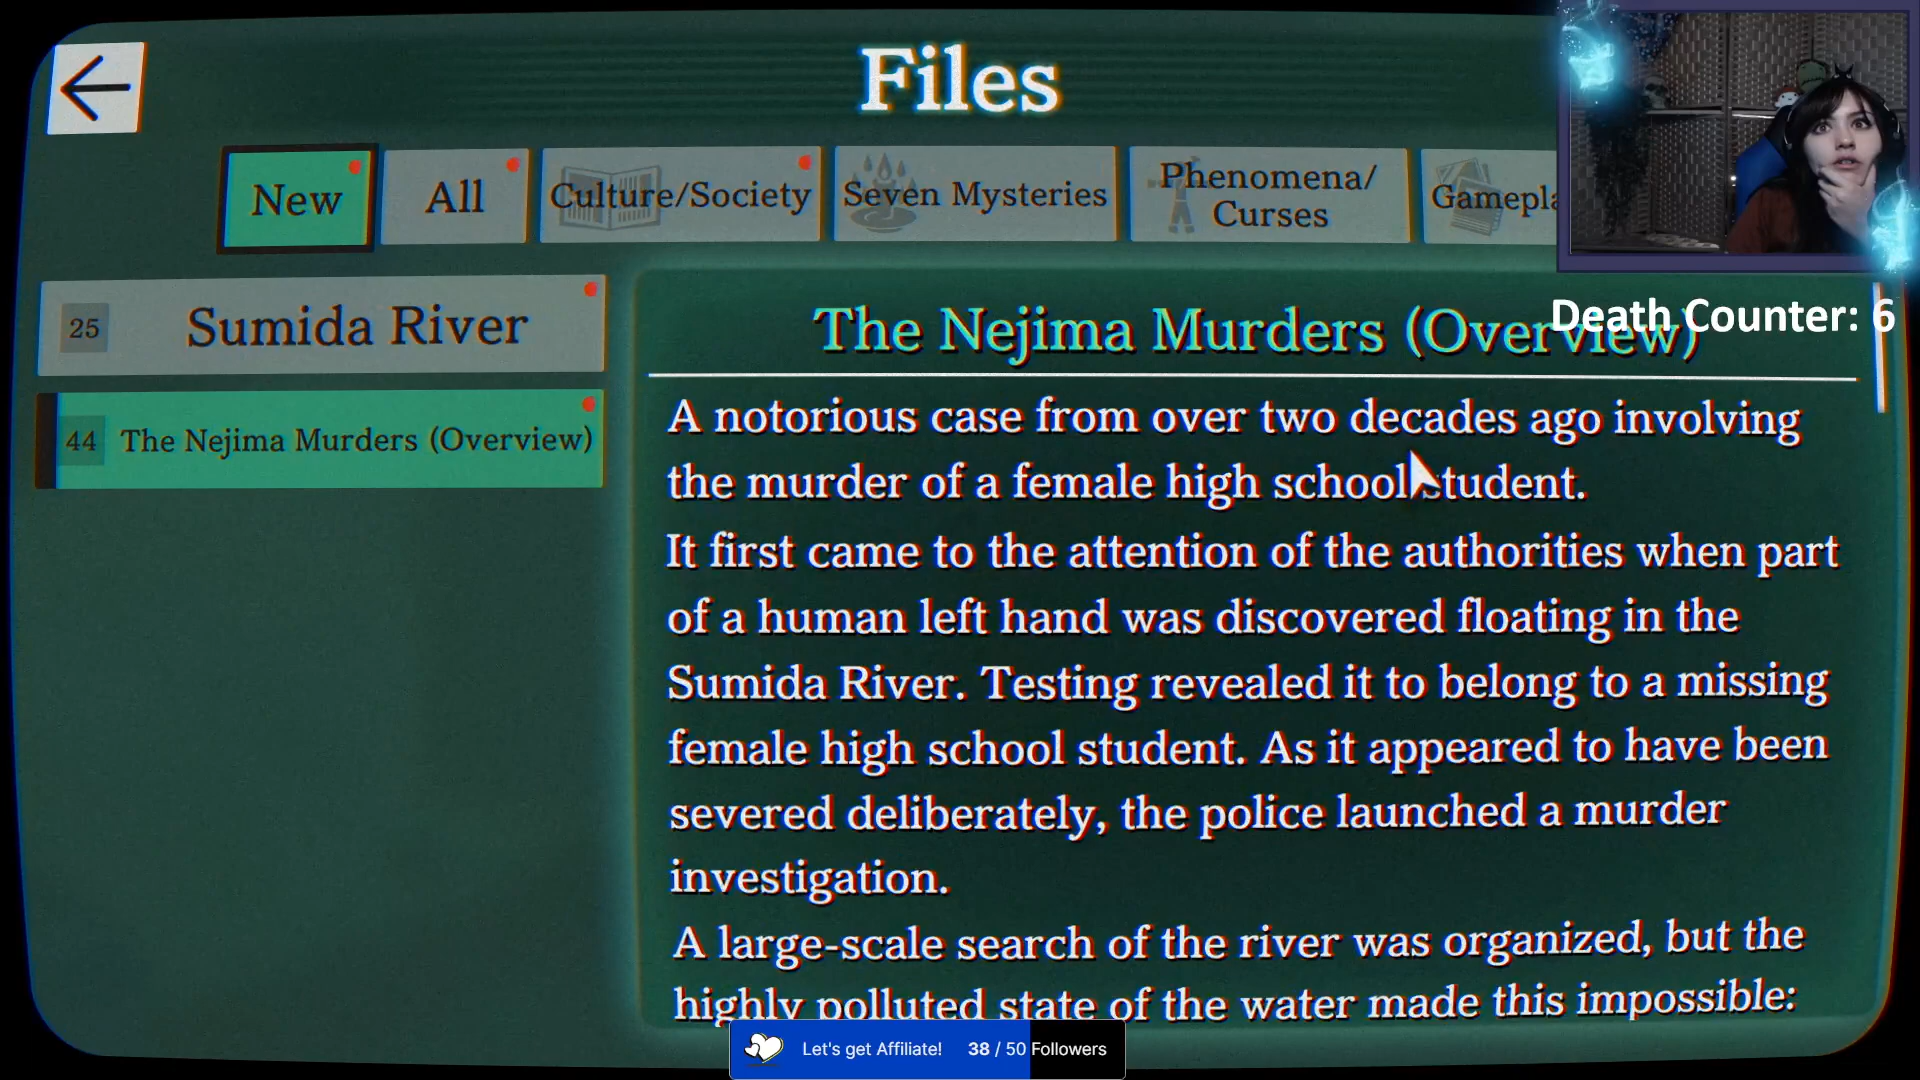 Files
New
All
Culture/Society
Seven Mysteries
Phenomena/
Curses
Gamepla
25
Sumida River
44
The Nejima Murders (Overview)
The Nejima Murders (Overview)
Death Counter: 6
A notorious case from over two decades ago involving
the murder of a female high school student.
It first came to the attention of the authorities when part
of a human left hand was discovered floating in the
Sumida River. Testing revealed it to belong to a missing
female high school student. As it appeared to have been
severed deliberately, the police launched a murder
investigation.
A large-scale search of the river was organized, but the
highly polluted state of the water made this impossible:
Let's get Affiliate!
38 / 50 Followers